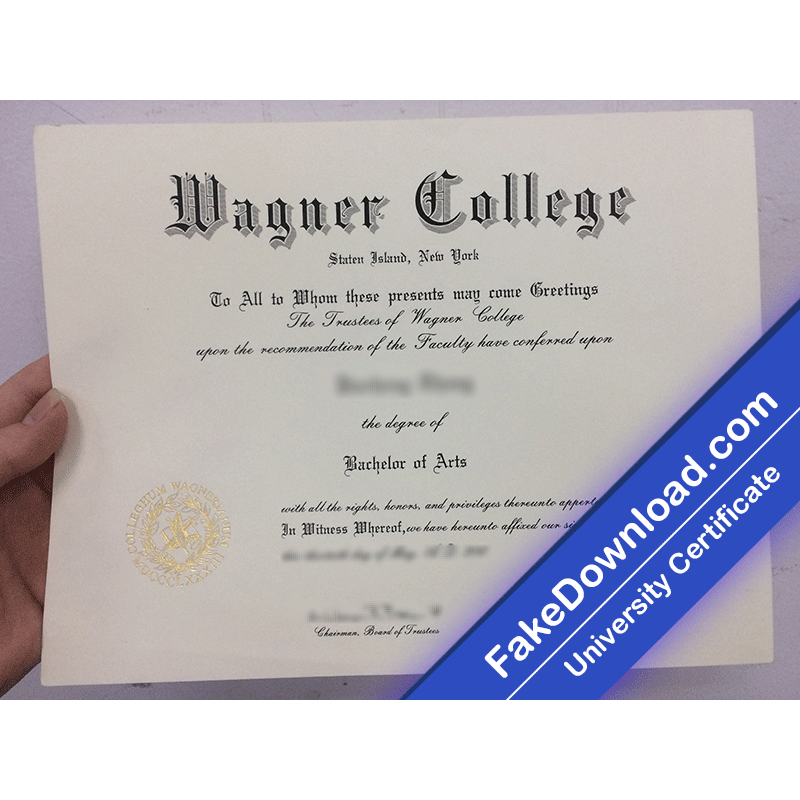 Wagner College
Staten Island, New York
To All to Whom these presents may come Greetings
The Trustees of Wagner College
upon the recommendation of the Faculty have conferred upon
the degree of
Bachelor of Arts
with all the rights, honors, and privileges thereunto
In Witness Whereof, we have hereunto affixed our
Chairman, Board of Trustees
FakeDownload.com
University Certificate